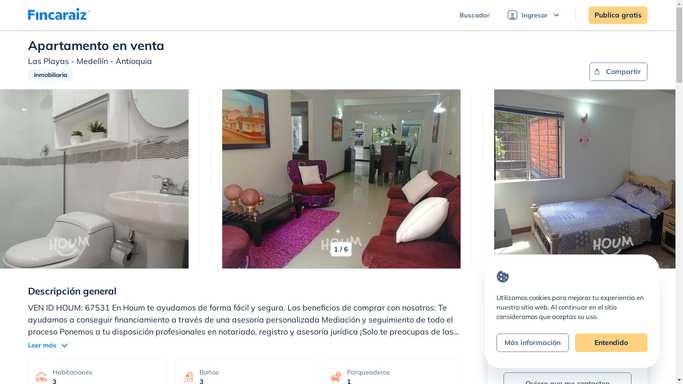 Fincaraiz
Buscador
Ingresar
Publica gratis
Apartamento en venta
Las Playas - Medellín - Antioquia
Inmobiliaria
Compartir
HOUM
HOUM
HOUM
1 / 6
Descripción general
VEN ID HOUM: 67531 En Houm te ayudamos de forma fácil y segura. Los beneficios de comprar con nosotros: Te
ayudamos a conseguir financiamiento a través de una asesoría personalizada Mediación y seguimiento de todo el
proceso Ponemos a tu disposición profesionales en notariado, registro y asesoría jurídica ¡Solo te preocupas de las...
Leer más
Habitaciones
3
Baños
3
Parqueaderos
1
Utilizamos cookies para mejorar tu experiencia en
nuestro sitio web. Al continuar en el sitio
consideramos que aceptas su uso.
Más información
Entendido
Quiero que me contacten